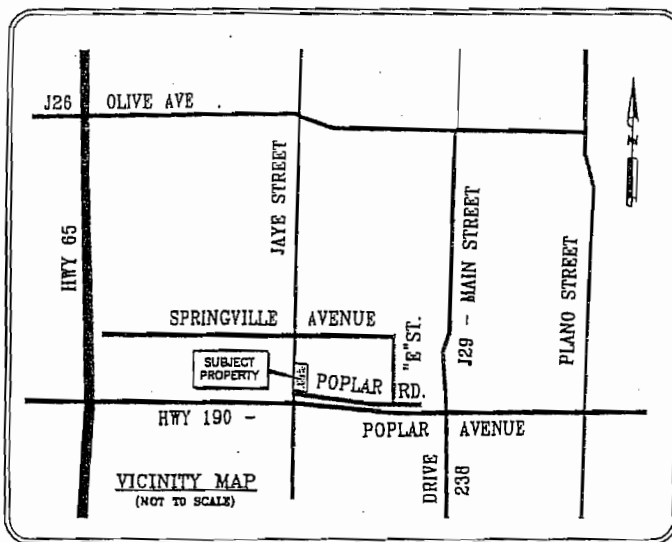 J26 OLIVE AVE
HWY 65
JAYE STREET
J29 - MAIN STREET
PLANO STREET
N
SPRINGVILLE AVENUE
"E" ST.
SUBJECT
PROPERTY
POPLAR RD.
HWY 190 -
POPLAR AVENUE
DRIVE 238
VICINITY MAP
(NOT TO SCALE)